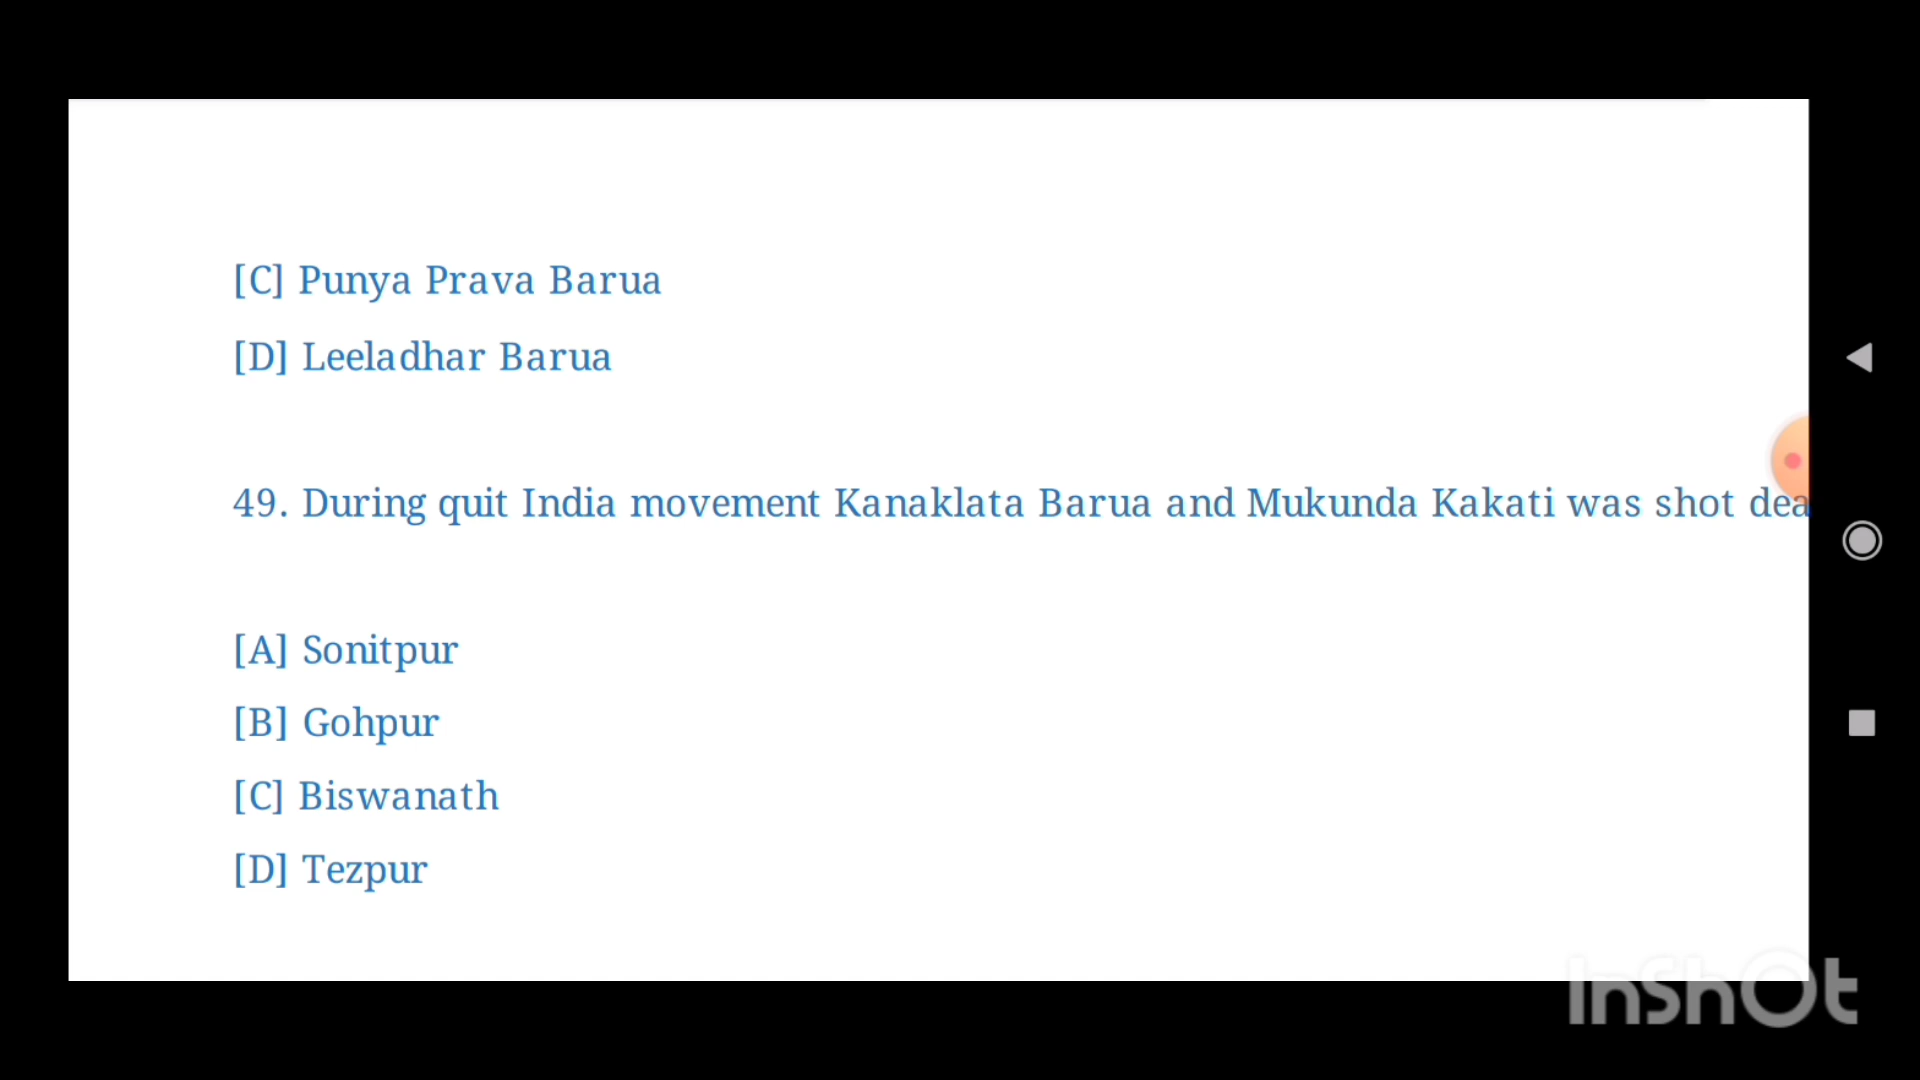 [C] Punya Prava Barua
[D] Leeladhar Barua
49. During quit India movement Kanaklata Barua and Mukunda Kakati was shot dea
[A] Sonitpur
[B] Gohpur
[C] Biswanath
[D] Tezpur
InShOt